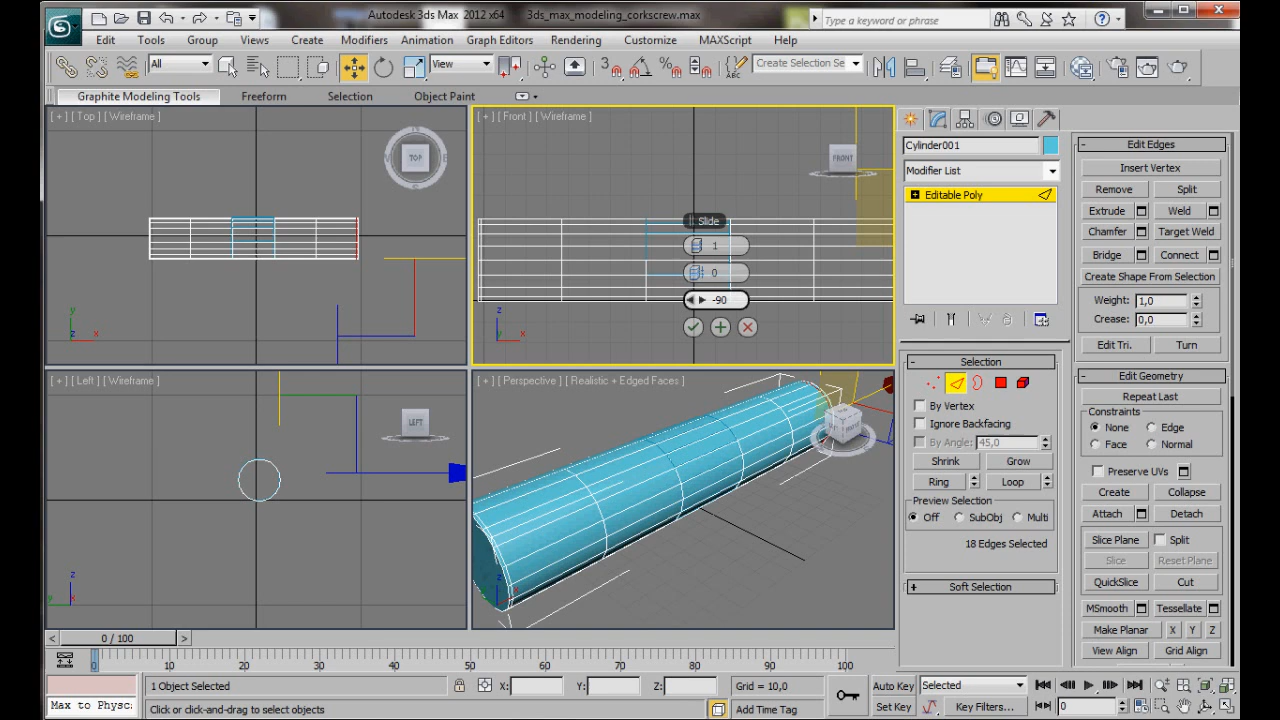 Autodesk 3ds Max 2012 x64 3ds_max_modeling_corkscrew.max Type a keyword or phrase
Edit Tools Group Views Create Modifiers Animation Graph Editors Rendering Customize MAXScript Help
All View 3 Create Selection Se
Graphite Modeling Tools Freeform Selection Object Paint
[ + ] [ Top ] [ Wireframe ]
TOP
y
x
[ + ] [ Front ] [ Wireframe ]
FRONT
Slide
1
0
-90
z
x
[ + ] [ Left ] [ Wireframe ]
LEFT
z
y
[ + ] [ Perspective ] [ Realistic + Edged Faces ]
z
Cylinder001
Modifier List
Editable Poly
Selection
By Vertex
Ignore Backfacing
By Angle: 45,0
Shrink Grow
Ring Loop
Preview Selection
Off SubObj Multi
18 Edges Selected
Soft Selection
Edit Edges
Insert Vertex
Remove Split
Extrude Weld
Chamfer Target Weld
Bridge Connect
Create Shape From Selection
Weight: 1,0
Crease: 0,0
Edit Tri. Turn
Edit Geometry
Repeat Last
Constraints
None Edge
Face Normal
Preserve UVs
Create Collapse
Attach Detach
Slice Plane Split
Slice Reset Plane
QuickSlice Cut
MSmooth Tessellate
Make Planar X Y Z
View Align Grid Align
0 / 100
0 10 20 30 40 50 60 70 80 90 100
1 Object Selected X: Y: Z: Grid = 10,0 Auto Key Selected
Max to Physc: Click or click-and-drag to select objects Add Time Tag Set Key Key Filters... 0